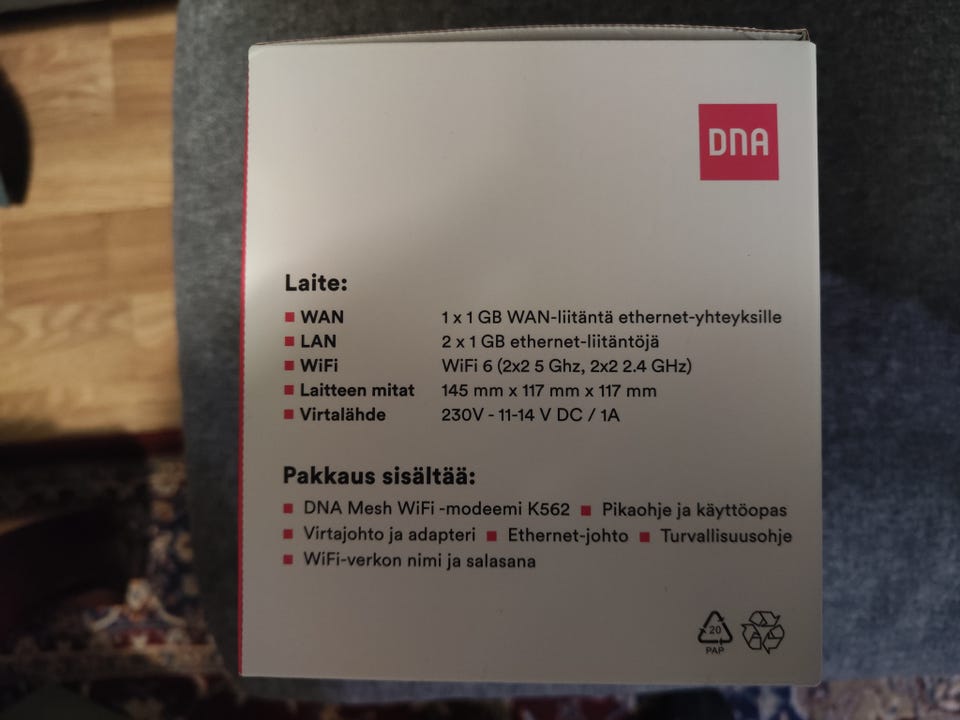 DNA
Laite:
WAN 1 x 1 GB WAN-liitäntä ethernet-yhteyksille
LAN 2 x 1 GB ethernet-liitäntöjä
WiFi WiFi 6 (2x2 5 Ghz, 2x2 2.4 GHz)
Laitteen mitat 145 mm x 117 mm x 117 mm
Virtalähde 230V - 11-14 V DC / 1A
Pakkaus sisältää:
DNA Mesh WiFi -modeemi K562 Pikaohje ja käyttöopas
Virtajohto ja adapteri Ethernet-johto Turvallisuusohje
WiFi-verkon nimi ja salasana
20
PAP